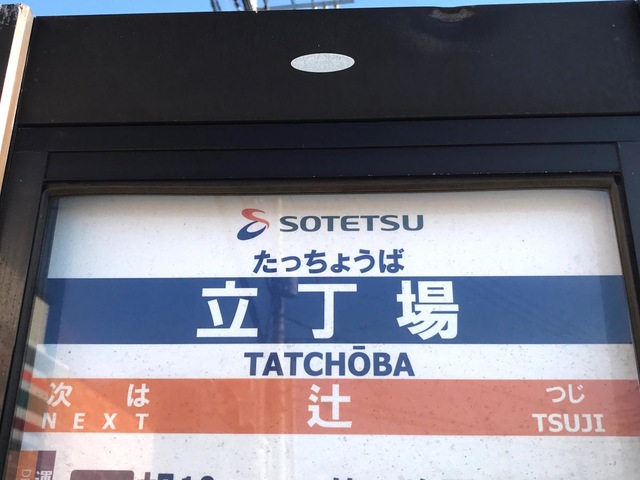 SOTETSU
たっちょうば
立丁場
TATCHŌBA
次は 辻 つじ
NEXT TSUJI